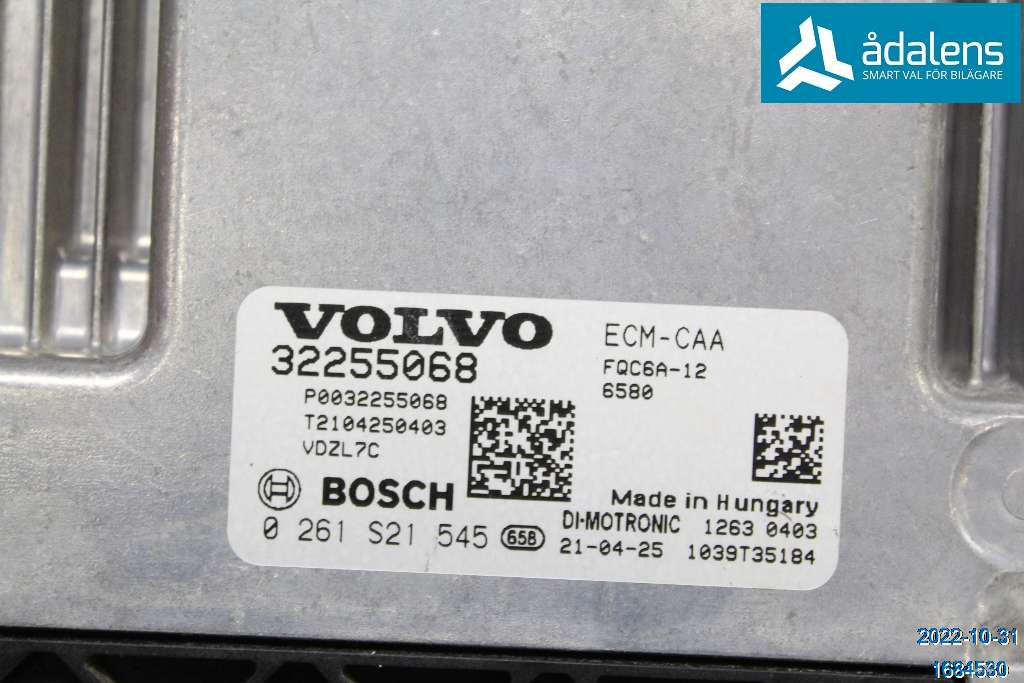 ådalens
SMART VAL FÖR BILÄGARE
VOLVO
32255068
P0032255068
T2104250403
VDZL7C
BOSCH
0 261 S21 545 658
ECM-CAA
FQC6A-12
6580
Made in Hungary
DI-MOTRONIC 1263 0403
21-04-25 1039T35184
2022-10-31
1684530